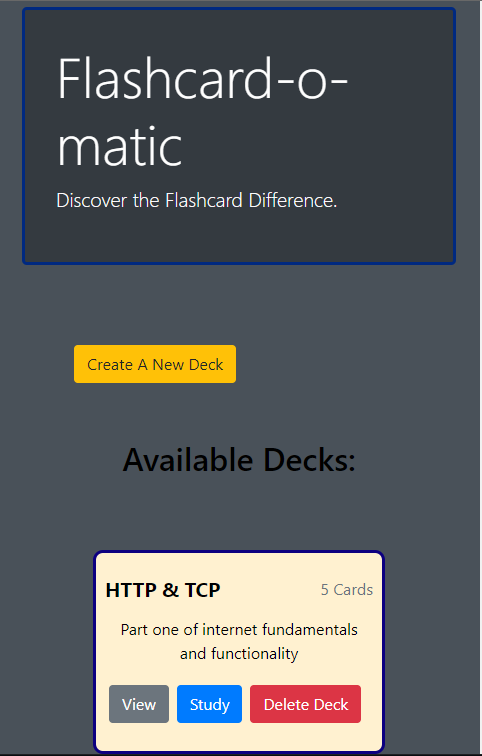 Flashcard-o-
matic
Discover the Flashcard Difference.
Create A New Deck
Available Decks:
HTTP & TCP
5 Cards
Part one of internet fundamentals
and functionality
View
Study
Delete Deck